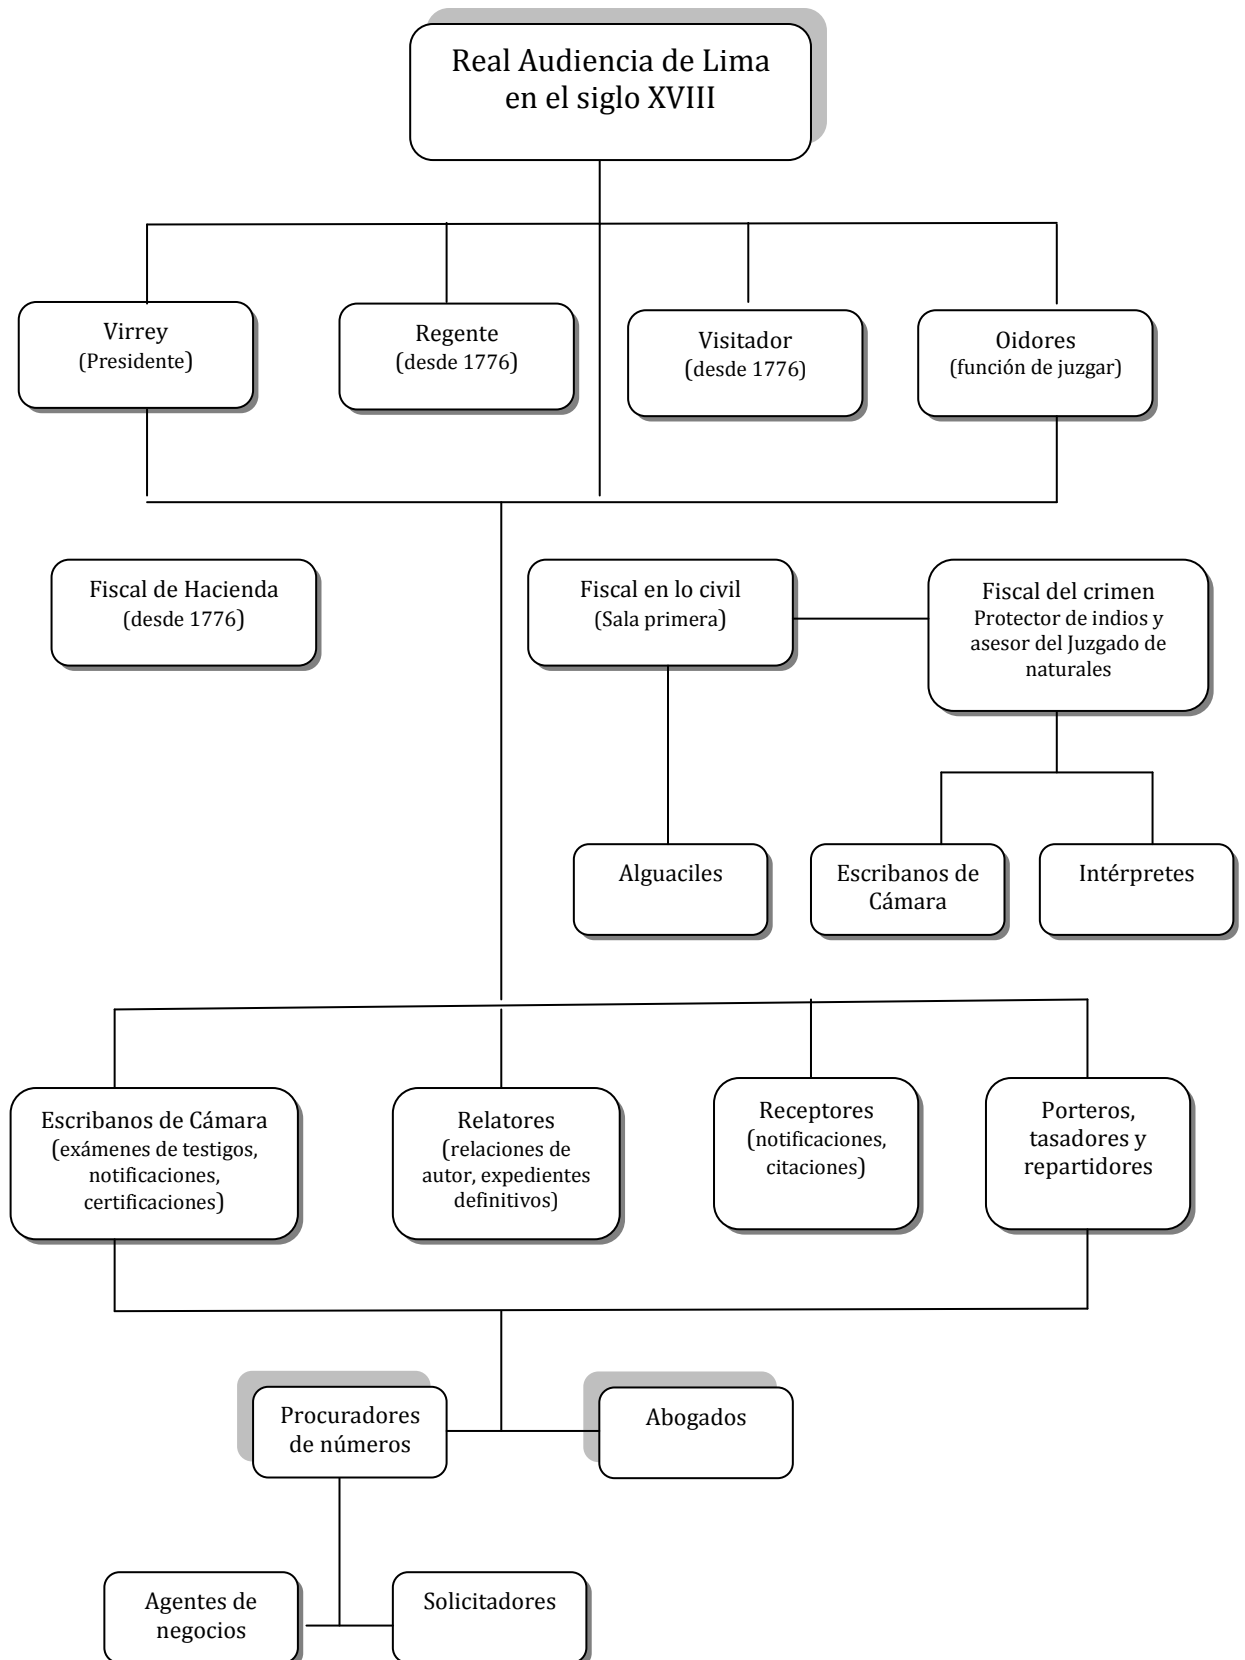 Real Audiencia de Lima
en el siglo XVIII
Virrey
(Presidente)
Regente
(desde 1776)
Visitador
(desde 1776)
Oidores
(función de juzgar)
Fiscal de Hacienda
(desde 1776)
Fiscal en lo civil
(Sala primera)
Fiscal del crimen
Protector de indios y
asesor del Juzgado de
naturales
Alguaciles
Escribanos de
Cámara
Intérpretes
Escribanos de Cámara
(exámenes de testigos,
notificaciones,
certificaciones)
Relatores
(relaciones de
autor, expedientes
definitivos)
Receptores
(notificaciones,
citaciones)
Porteros,
tasadores y
repartidores
Procuradores
de números
Abogados
Agentes de
negocios
Solicitadores